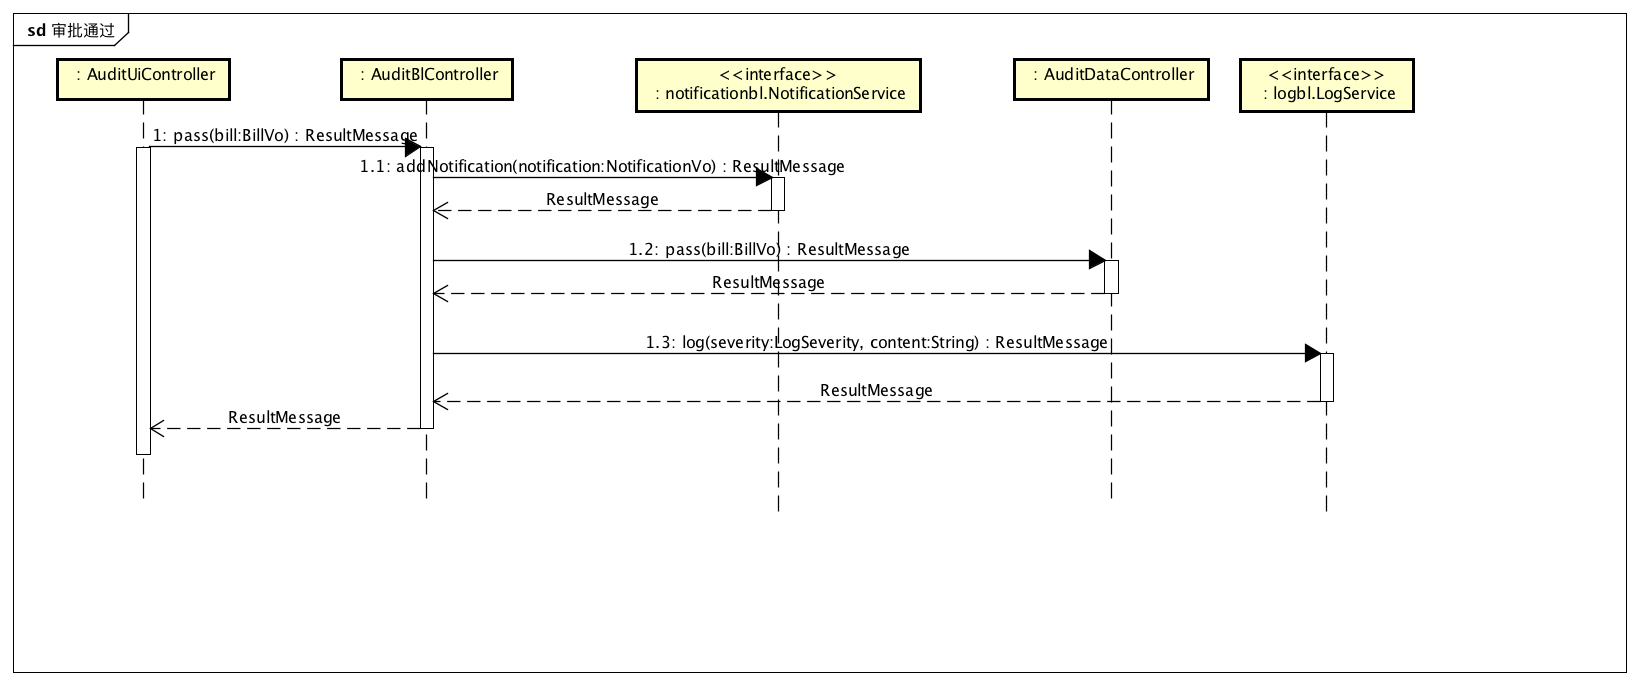 sd 审批通过
: AuditUiController
: AuditBlController
<<interface>>
: notificationbl.NotificationService
: AuditDataController
<<interface>>
: logbl.LogService
1: pass(bill:BillVo) : ResultMessage
1.1: addNotification(notification:NotificationVo) : ResultMessage
ResultMessage
1.2: pass(bill:BillVo) : ResultMessage
ResultMessage
1.3: log(severity:LogSeverity, content:String) : ResultMessage
ResultMessage
ResultMessage